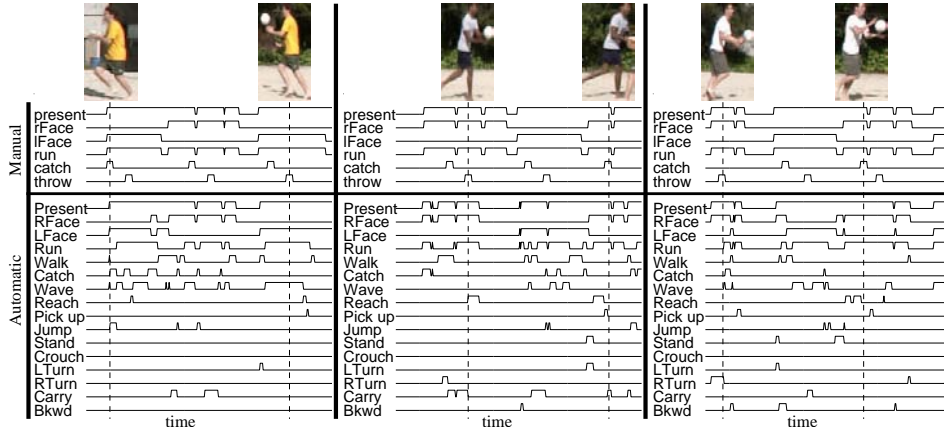 Manual
present
rFace
lFace
run
catch
throw
present
rFace
lFace
run
catch
throw
present
rFace
lFace
run
catch
throw
Automatic
Present
RFace
LFace
Run
Walk
Catch
Wave
Reach
Pick up
Jump
Stand
Crouch
LTurn
RTurn
Carry
Bkwd
time
Present
RFace
LFace
Run
Walk
Catch
Wave
Reach
Pick up
Jump
Stand
Crouch
LTurn
RTurn
Carry
Bkwd
time
Present
RFace
LFace
Run
Walk
Catch
Wave
Reach
Pick up
Jump
Stand
Crouch
LTurn
RTurn
Carry
Bkwd
time